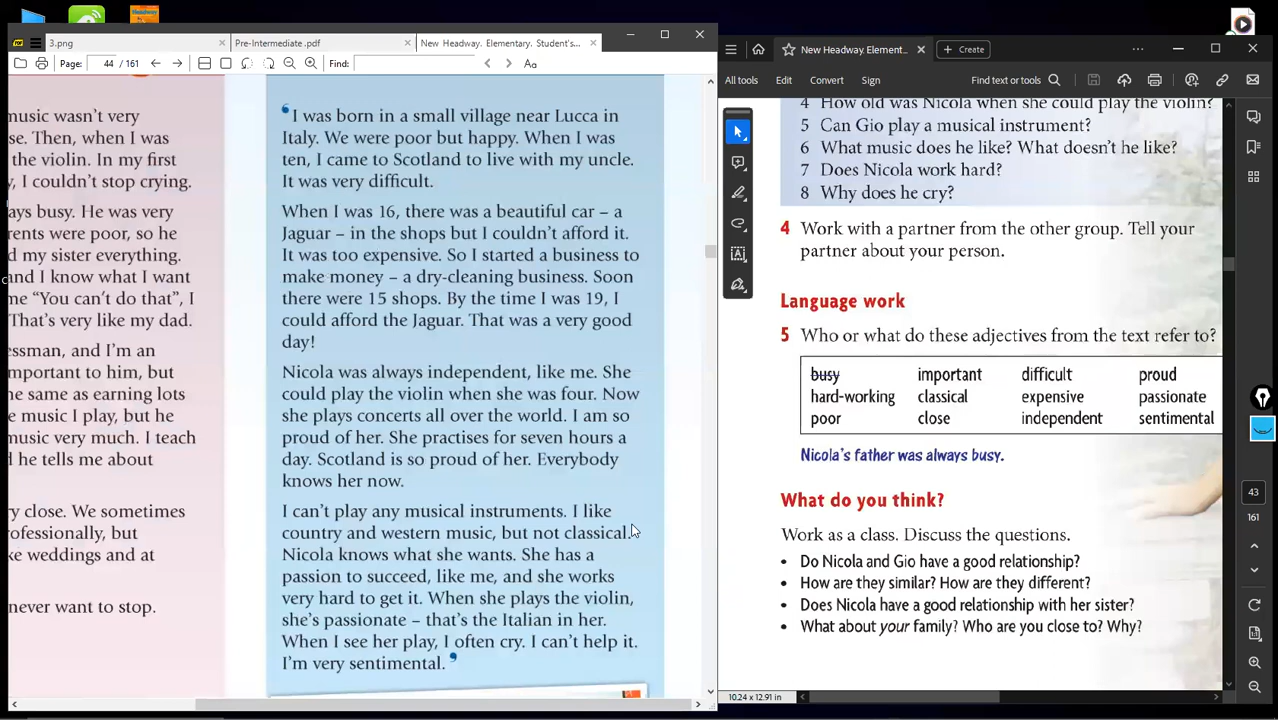 3.png
Pre-Intermediate .pdf
New Headway. Elementary. Student's...
Page:
44
/ 161
Find:
Aa
music wasn't very
se. Then, when I was
the violin. In my first
y, I couldn't stop crying.
ays busy. He was very
rents were poor, so he
d my sister everything.
and I know what I want
me “You can't do that”, I
That's very like my dad.
essman, and I'm an
mportant to him, but
he same as earning lots
e music I play, but he
music very much. I teach
d he tells me about
ry close. We sometimes
rofessionally, but
ke weddings and at
never want to stop.
‘I was born in a small village near Lucca in
Italy. We were poor but happy. When I was
ten, I came to Scotland to live with my uncle.
It was very difficult.
When I was 16, there was a beautiful car – a
Jaguar – in the shops but I couldn't afford it.
It was too expensive. So I started a business to
make money – a dry-cleaning business. Soon
there were 15 shops. By the time I was 19, I
could afford the Jaguar. That was a very good
day!
Nicola was always independent, like me. She
could play the violin when she was four. Now
she plays concerts all over the world. I am so
proud of her. She practises for seven hours a
day. Scotland is so proud of her. Everybody
knows her now.
I can't play any musical instruments. I like
country and western music, but not classical.
Nicola knows what she wants. She has a
passion to succeed, like me, and she works
very hard to get it. When she plays the violin,
she's passionate – that's the Italian in her.
When I see her play, I often cry. I can't help it.
I'm very sentimental.’
New Headway. Element...
Create
All tools
Edit
Convert
Sign
Find text or tools
4 How old was Nicola when she could play the violin?
5 Can Gio play a musical instrument?
6 What music does he like? What doesn't he like?
7 Does Nicola work hard?
8 Why does he cry?
4 Work with a partner from the other group. Tell your
partner about your person.
Language work
5 Who or what do these adjectives from the text refer to?
busy important difficult proud
hard-working classical expensive passionate
poor close independent sentimental
Nicola's father was always busy.
What do you think?
Work as a class. Discuss the questions.
• Do Nicola and Gio have a good relationship?
• How are they similar? How are they different?
• Does Nicola have a good relationship with her sister?
• What about your family? Who are you close to? Why?
43
161
10.24 x 12.91 in